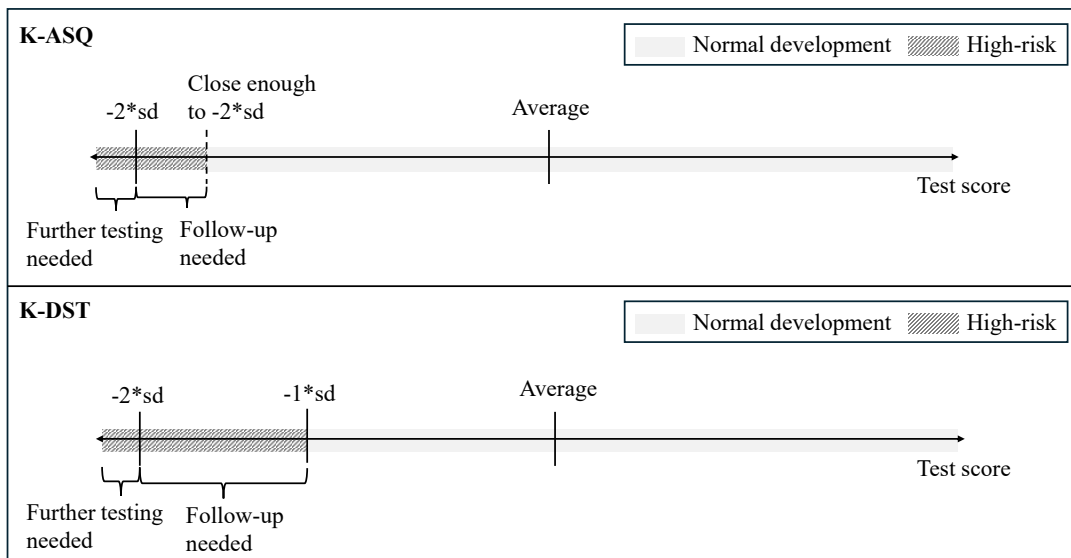 K-ASQ
Normal development
High-risk
Close enough
-2*sd
to -2*sd
Average
Test score
Further testing
needed
Follow-up
needed
K-DST
Normal development
High-risk
-2*sd
-1*sd
Average
Test score
Further testing
needed
Follow-up
needed